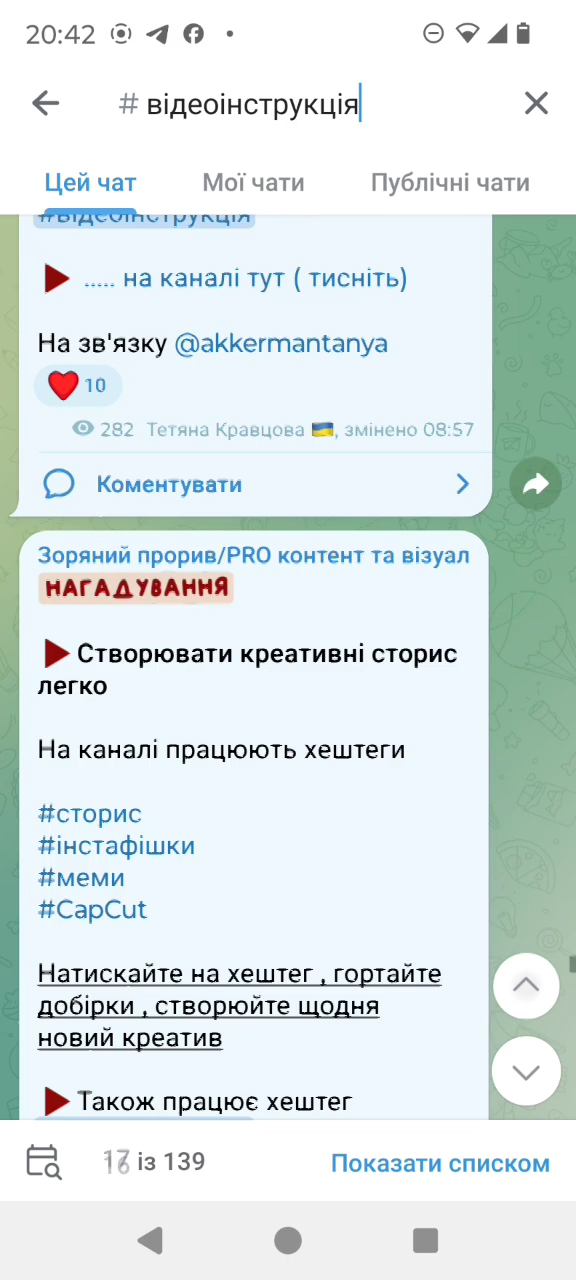 20:42
# відеоінструкція
Цей чат Мої чати Публічні чати
#відеоінструкція
..... на каналі тут ( тисніть)
На зв'язку @akkermantanya
10
282 Тетяна Кравцова 🇺🇦, змінено 08:57
Коментувати
Зоряний прорив/PRO контент та візуал
НАГАДУВАННЯ
Створювати креативні сторис
легко
На каналі працюють хештеги
#сторис
#інстафішки
#меми
#CapCut
Натискайте на хештег , гортайте
добірки , створюйте щодня
новий креатив
Також працює хештег
із 139
Показати списком